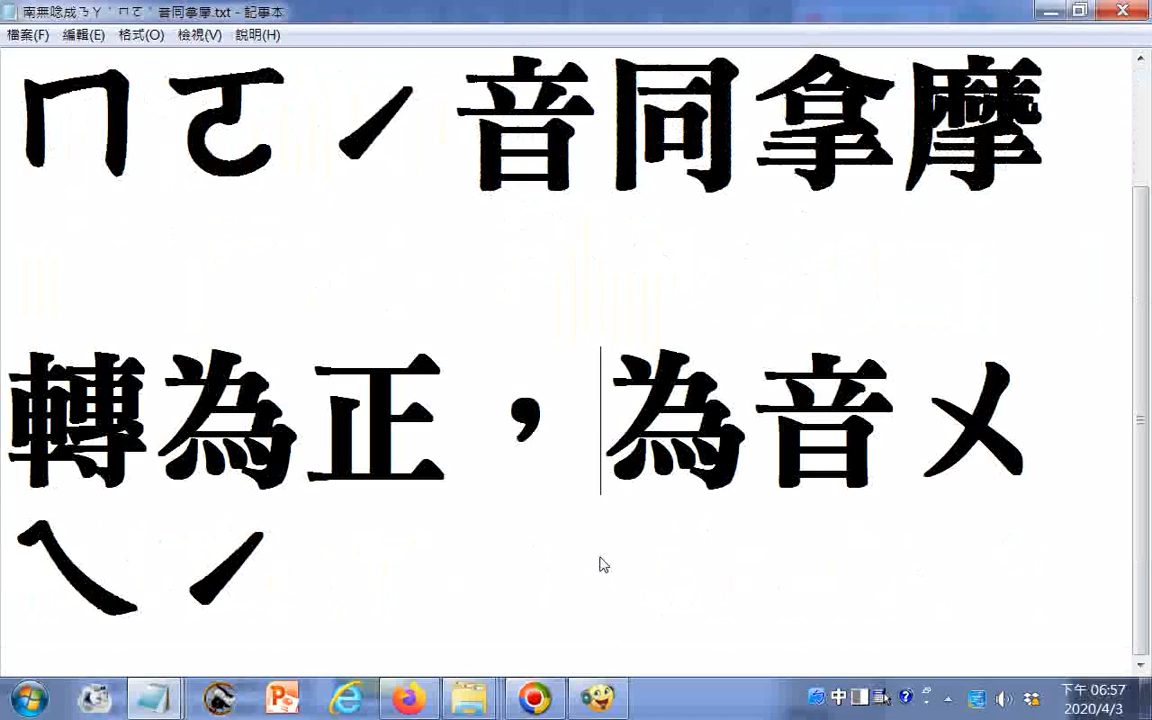 南無唸成ㄋㄚˊㄇㄛˊ音同拿摩.txt - 記事本
檔案(F) 編輯(E) 格式(O) 檢視(V) 說明(H)
ㄇㄛˊ音同拿摩
轉為正，為音ㄨ
ㄟˊ
中
下午 06:57
2020/4/3